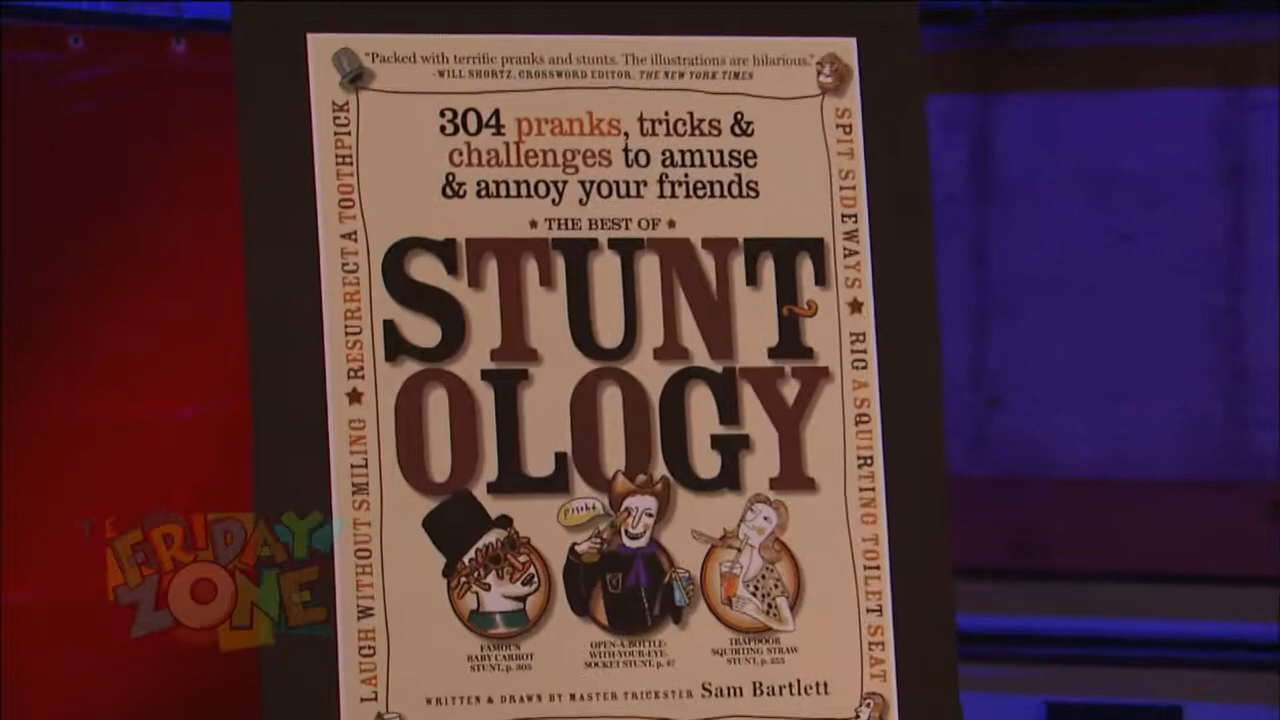 "Packed with terrific pranks and stunts. The illustrations are hilarious."
-WILL SHORTZ, CROSSWORD EDITOR, THE NEW YORK TIMES
304 pranks, tricks &
challenges to amuse
& annoy your friends
THE BEST OF
STUNT-
OLOGY
LAUGH WITHOUT SMILING ★ RESURRECT A TOOTHPICK
SPIT SIDEWAYS ★ RIG A SQUIRTING TOILET SEAT
FAMOUS
BABY CARROT
STUNT, p. 303
OPEN-A-BOTTLE-
WITH-YOUR-EYE-
SOCKET STUNT, p. 67
TRAPDOOR
SQUIRTING STRAW
STUNT, p. 255
WRITTEN & DRAWN BY MASTER TRICKSTER Sam Bartlett
THE
FRIDAY
ZONE